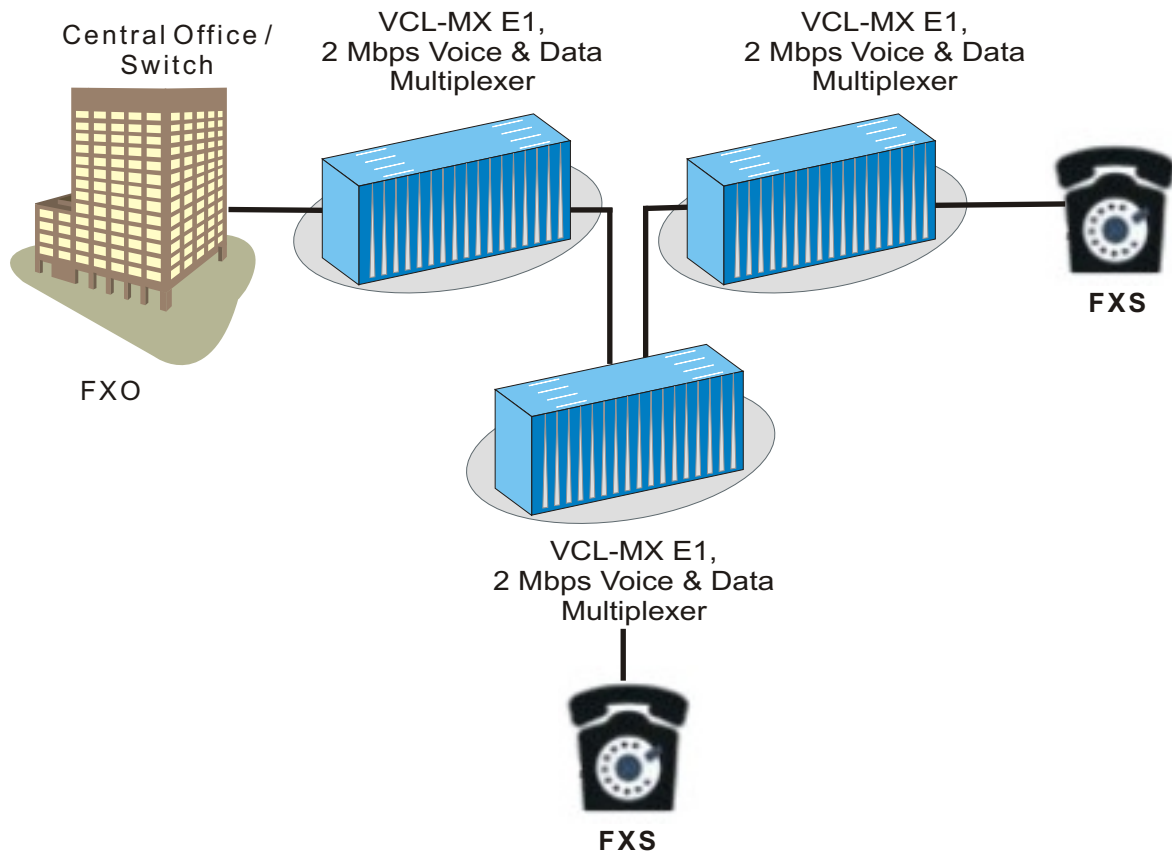 Central Office /
Switch
VCL-MX E1,
2 Mbps Voice & Data
Multiplexer
VCL-MX E1,
2 Mbps Voice & Data
Multiplexer
FXS
FXO
VCL-MX E1,
2 Mbps Voice & Data
Multiplexer
FXS